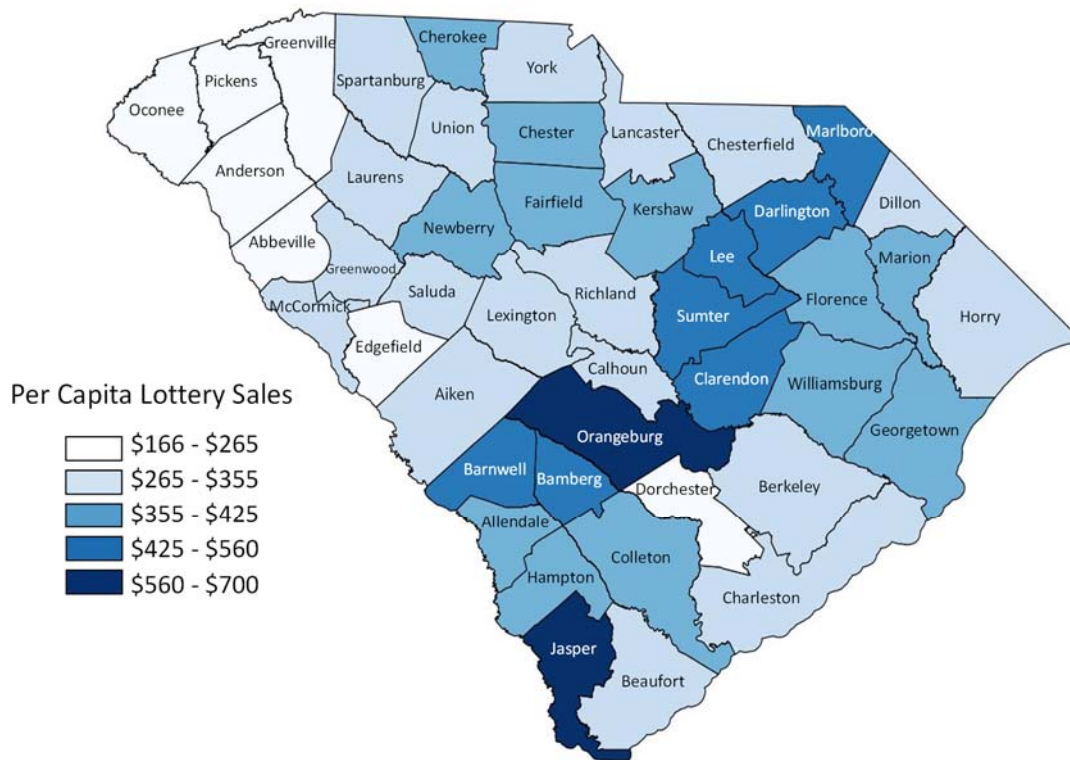 Greenville
Cherokee
York
Pickens
Spartanburg
Oconee
Union
Chester
Lancaster
Marlboro
Chesterfield
Anderson
Laurens
Dillon
Fairfield
Kershaw
Darlington
Abbeville
Newberry
Lee
Marion
Greenwood
Saluda
Richland
Florence
McCormick
Lexington
Sumter
Horry
Edgefield
Calhoun
Clarendon
Williamsburg
Aiken
Georgetown
Orangeburg
Barnwell
Bamberg
Dorchester
Berkeley
Allendale
Colleton
Hampton
Charleston
Jasper
Beaufort
Per Capita Lottery Sales
$166 - $265
$265 - $355
$355 - $425
$425 - $560
$560 - $700